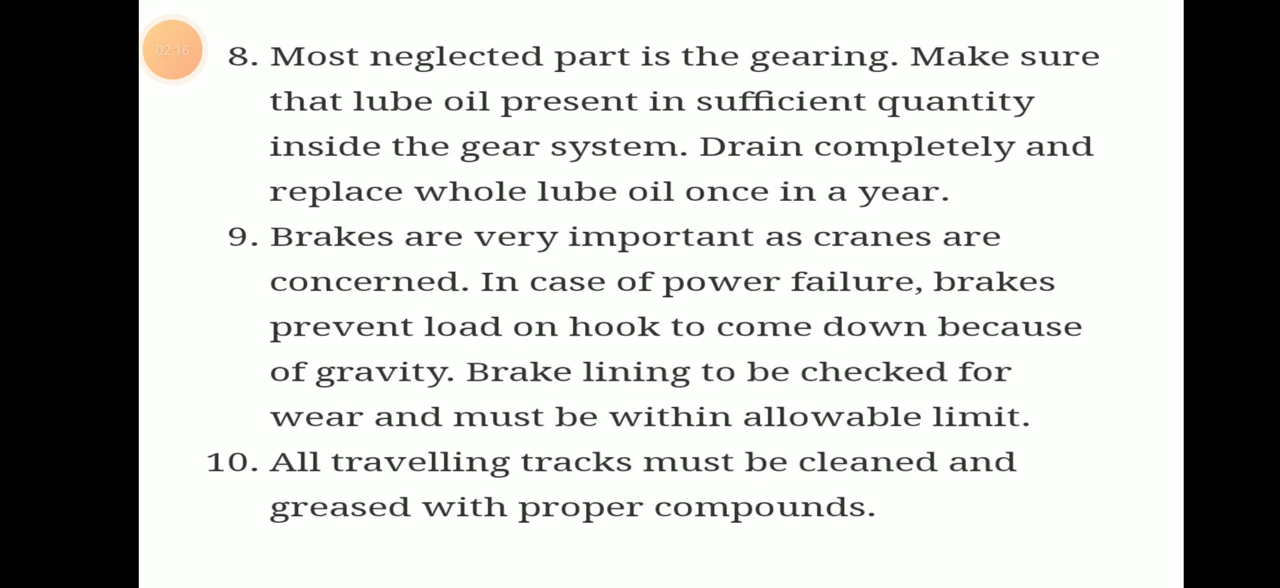 02:16
8. Most neglected part is the gearing. Make sure
that lube oil present in sufficient quantity
inside the gear system. Drain completely and
replace whole lube oil once in a year.
9. Brakes are very important as cranes are
concerned. In case of power failure, brakes
prevent load on hook to come down because
of gravity. Brake lining to be checked for
wear and must be within allowable limit.
10. All travelling tracks must be cleaned and
greased with proper compounds.